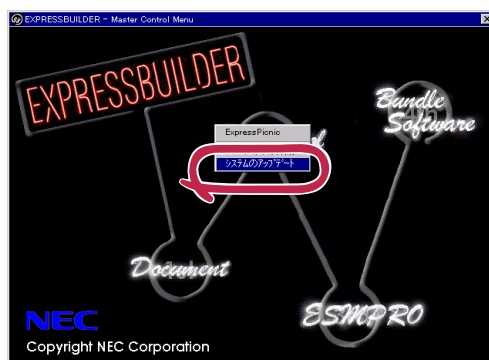 EXPRESSBUILDER - Master Control Menu
EXPRESSBUILDER
Bundle
Software
ExpressPicnic
システムのアップデート
Document
ESMPRO
NEC
Copyright NEC Corporation